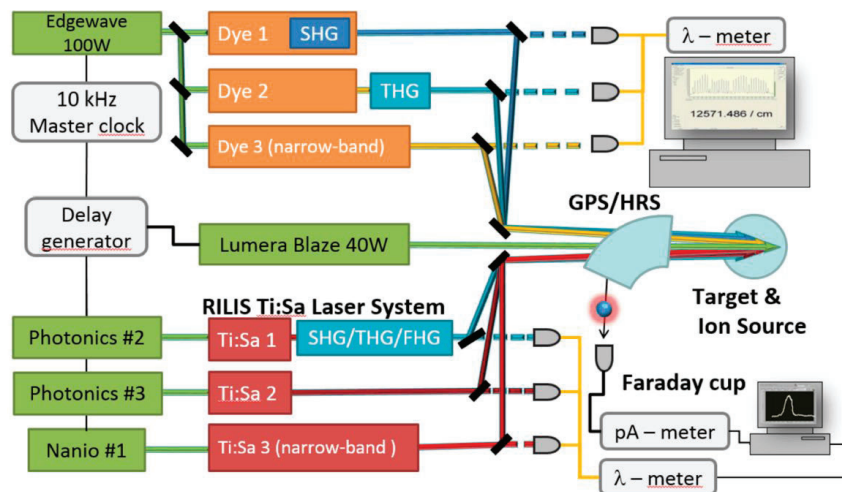 Edgewave
100W
Dye 1
SHG
λ – meter
Dye 2
THG
10 kHz
Master clock
12571.486 / cm
Dye 3 (narrow-band)
GPS/HRS
Delay
generator
Lumera Blaze 40W
RILIS Ti:Sa Laser System
Target &
Ion Source
Photonics #2
Ti:Sa 1
SHG/THG/FHG
Photonics #3
Ti:Sa 2
Faraday cup
pA – meter
Nanio #1
Ti:Sa 3 (narrow-band )
λ – meter